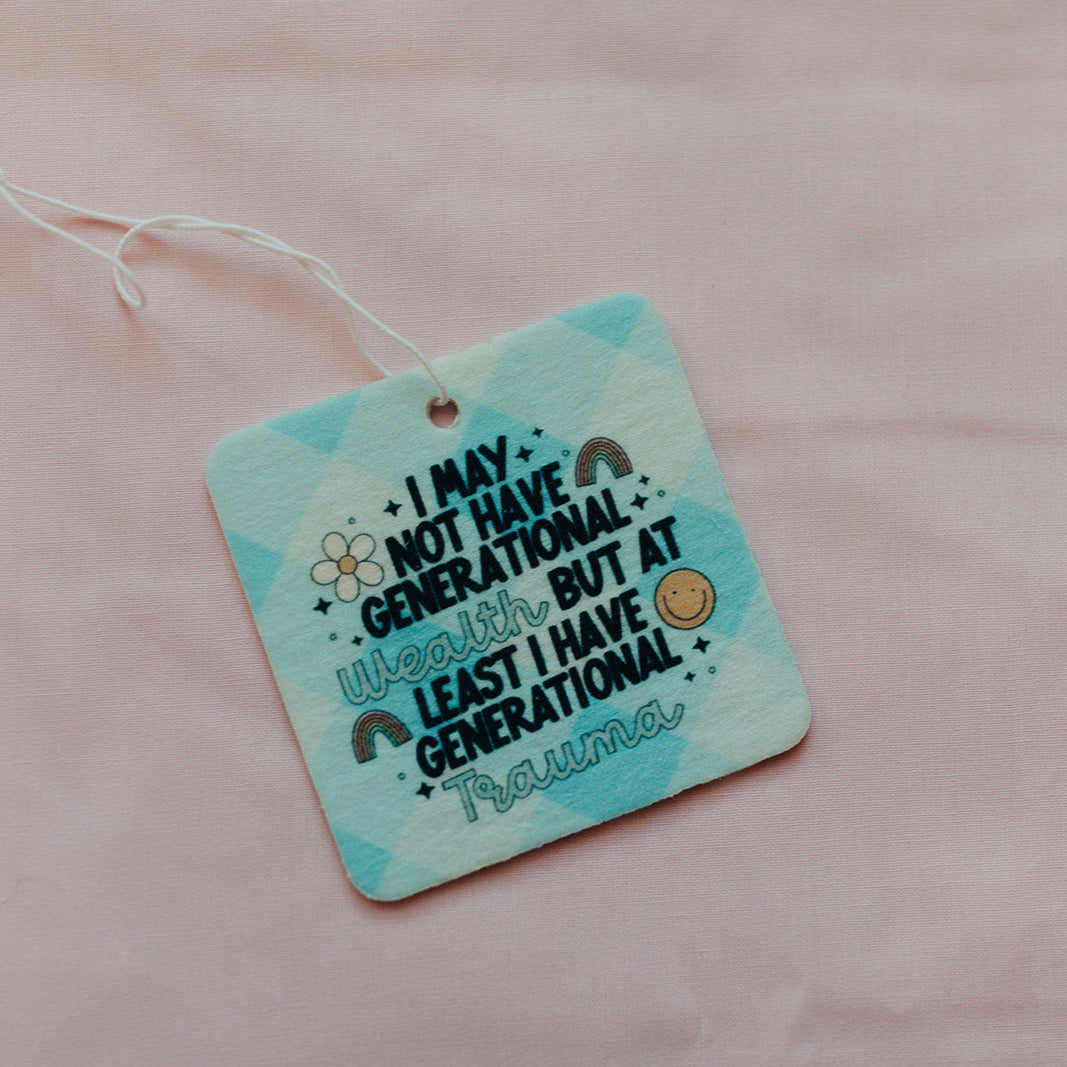 I MAY
NOT HAVE
GENERATIONAL
Wealth BUT AT
LEAST I HAVE
GENERATIONAL
Trauma